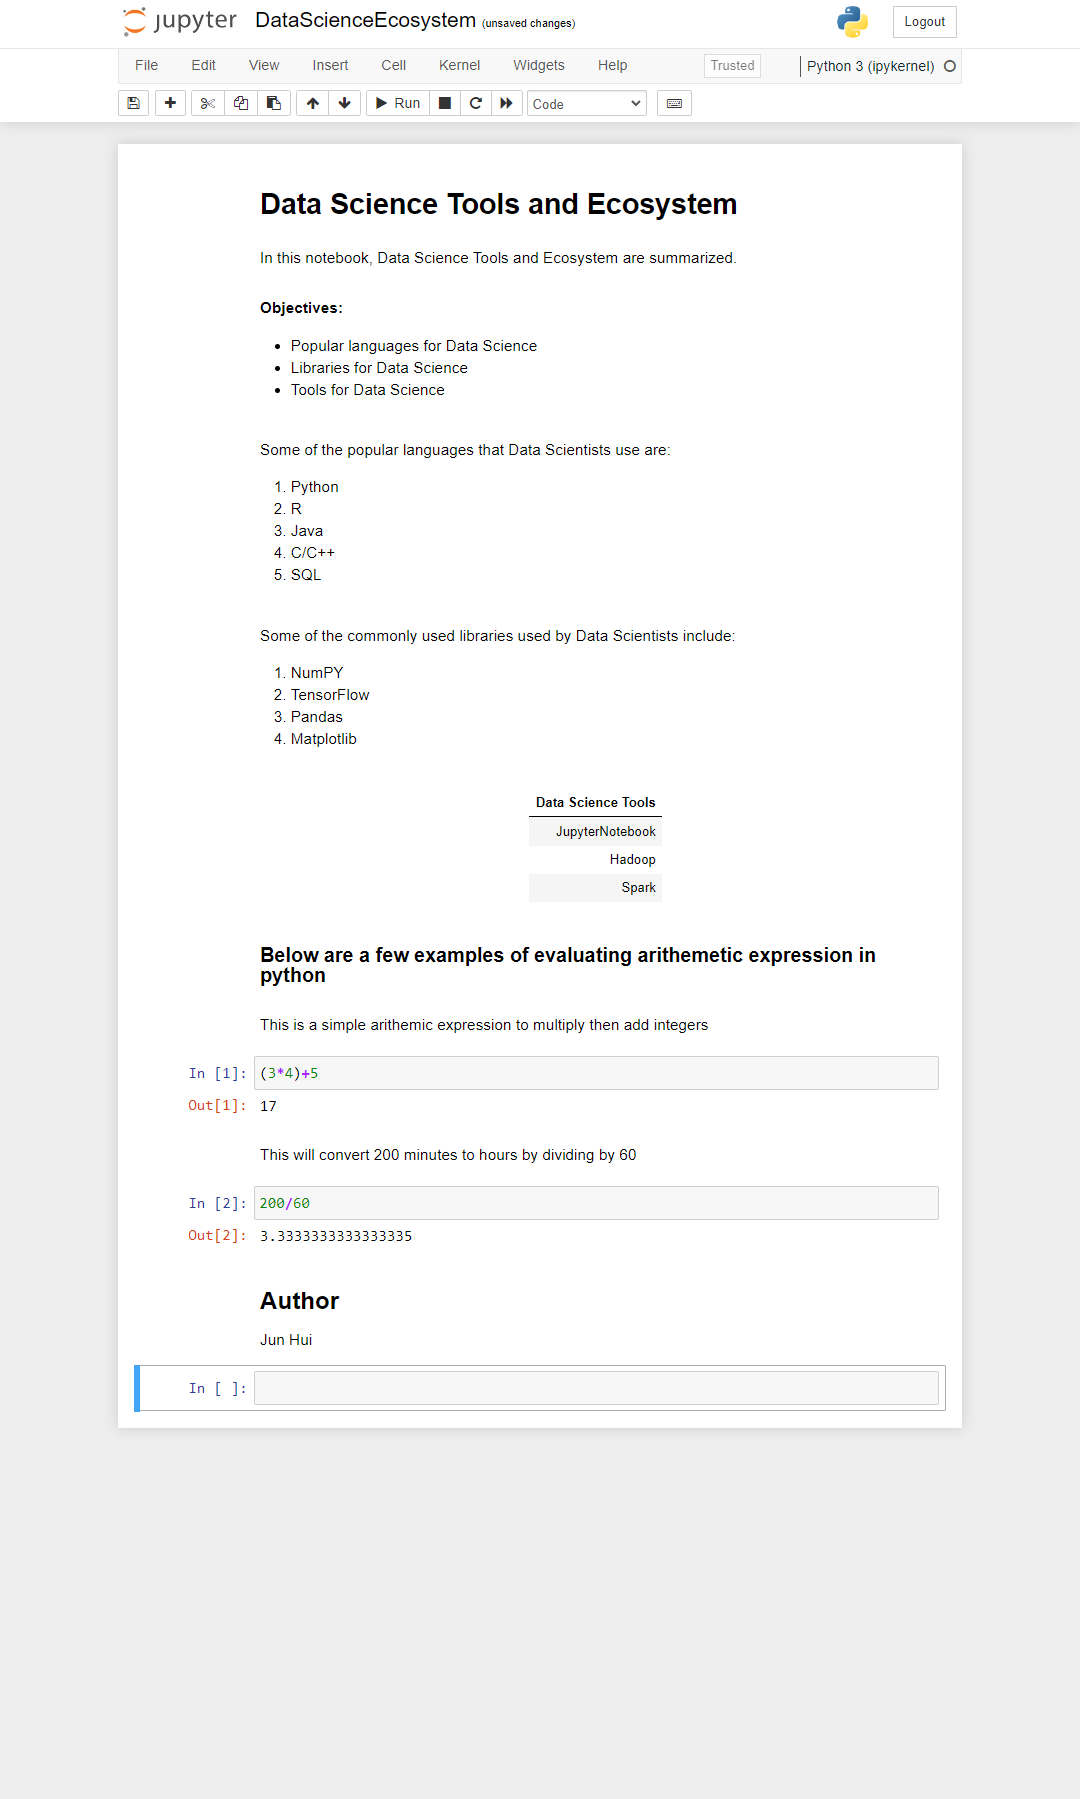 jupyter DataScienceEcosystem (unsaved changes) Logout
File Edit View Insert Cell Kernel Widgets Help Trusted Python 3 (ipykernel)
Run Code
Data Science Tools and Ecosystem
In this notebook, Data Science Tools and Ecosystem are summarized.
Objectives:
• Popular languages for Data Science
• Libraries for Data Science
• Tools for Data Science
Some of the popular languages that Data Scientists use are:
1. Python
2. R
3. Java
4. C/C++
5. SQL
Some of the commonly used libraries used by Data Scientists include:
1. NumPY
2. TensorFlow
3. Pandas
4. Matplotlib
Data Science Tools
JupyterNotebook
Hadoop
Spark
Below are a few examples of evaluating arithemetic expression in
python
This is a simple arithemic expression to multiply then add integers
In [1]: (3*4)+5
Out[1]: 17
This will convert 200 minutes to hours by dividing by 60
In [2]: 200/60
Out[2]: 3.3333333333333335
Author
Jun Hui
In [ ]: